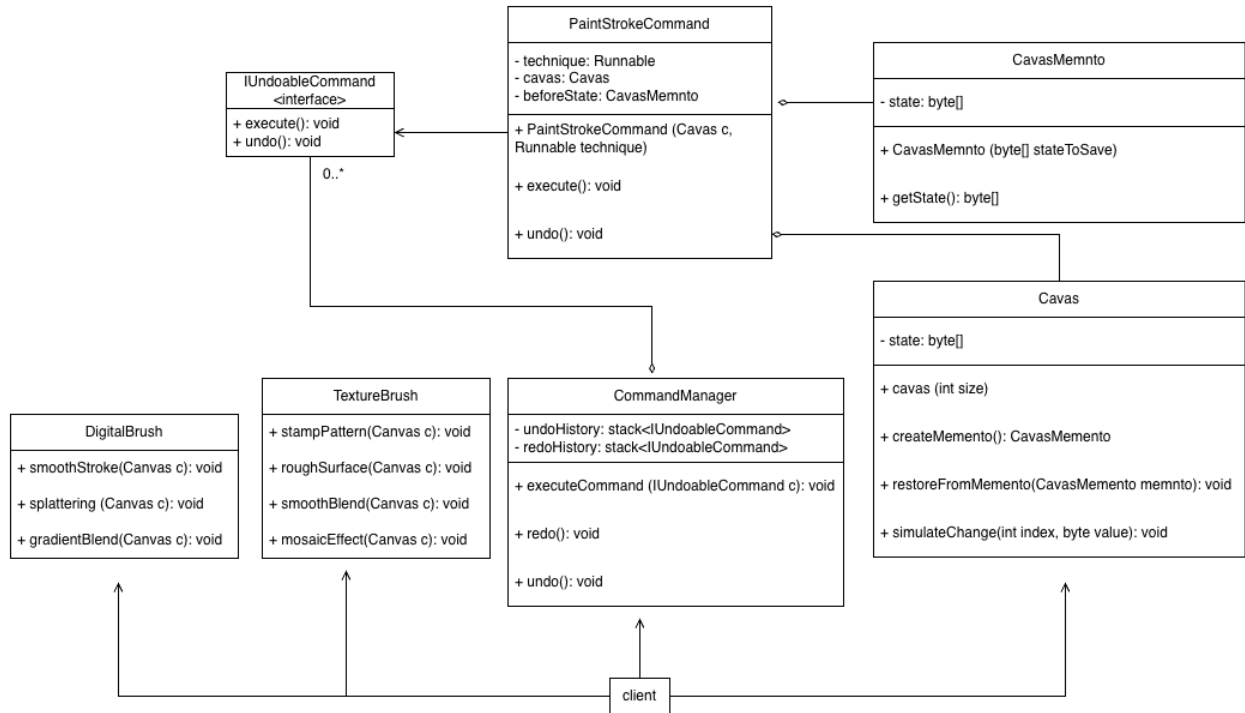 PaintStrokeCommand
- technique: Runnable
- cavas: Cavas
- beforeState: CavasMemnto
+ PaintStrokeCommand (Cavas c,
Runnable technique)
+ execute(): void
+ undo(): void
IUndoableCommand
<interface>
+ execute(): void
+ undo(): void
0..*
CavasMemnto
- state: byte[]
+ CavasMemnto (byte[] stateToSave)
+ getState(): byte[]
Cavas
- state: byte[]
+ cavas (int size)
+ createMemento(): CavasMemento
+ restoreFromMemento(CavasMemento memnto): void
+ simulateChange(int index, byte value): void
DigitalBrush
+ smoothStroke(Canvas c): void
+ splattering (Canvas c): void
+ gradientBlend(Canvas c): void
TextureBrush
+ stampPattern(Canvas c): void
+ roughSurface(Canvas c): void
+ smoothBlend(Canvas c): void
+ mosaicEffect(Canvas c): void
CommandManager
- undoHistory: stack<IUndoableCommand>
- redoHistory: stack<IUndoableCommand>
+ executeCommand (IUndoableCommand c): void
+ redo(): void
+ undo(): void
client